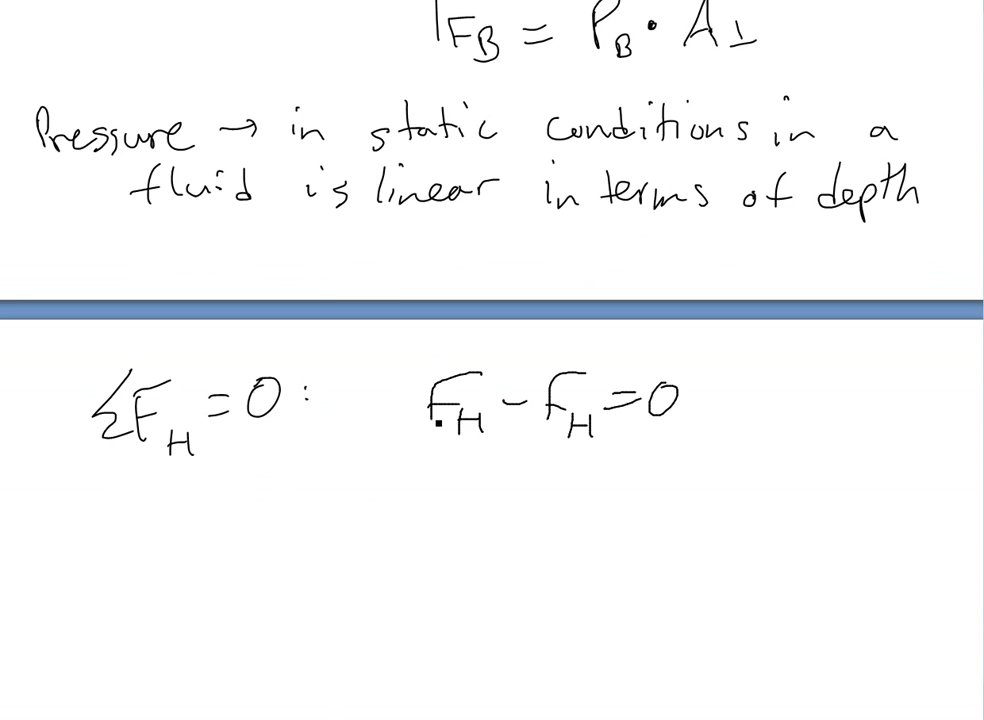 F_B = P_B · A⊥
Pressure → in static conditions in a
fluid is linear in terms of depth
ΣF_H = 0 : F_H - F_H = 0